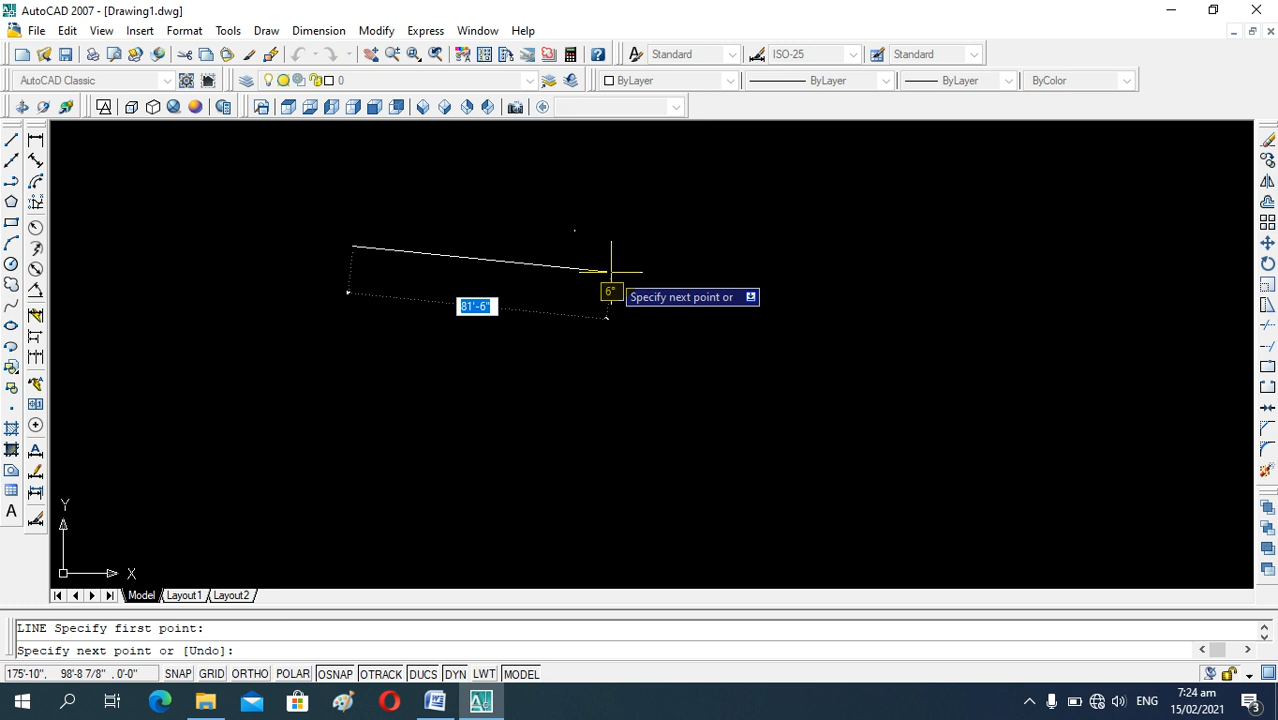 AutoCAD 2007 - [Drawing1.dwg]
File Edit View Insert Format Tools Draw Dimension Modify Express Window Help
Standard ISO-25 Standard
AutoCAD Classic 0 ByLayer ByLayer ByLayer ByColor
81'-6"
6°
Specify next point or
Y
X
Model Layout1 Layout2
LINE Specify first point:
Specify next point or [Undo]:
175'-10", 98'-8 7/8" ,0'-0" SNAP GRID ORTHO POLAR OSNAP OTRACK DUCS DYN LWT MODEL
ENG
7:24 am
15/02/2021
3